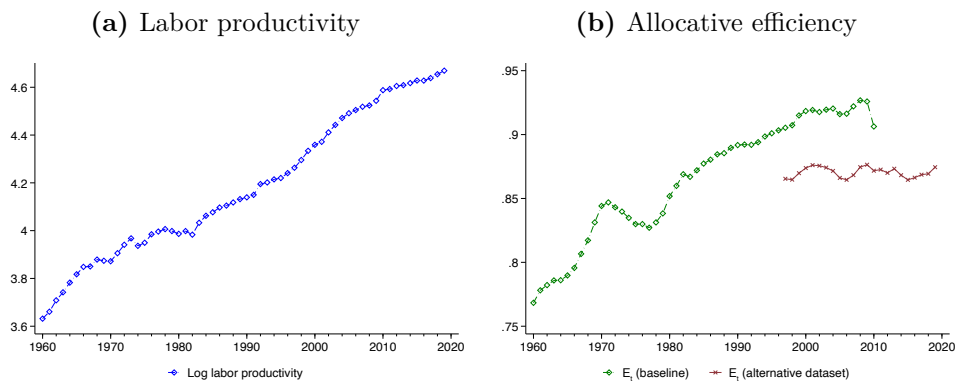 (a) Labor productivity
4.6
4.4
4.2
4
3.8
3.6
1960 1970 1980 1990 2000 2010 2020
Log labor productivity
(b) Allocative efficiency
.95
.9
.85
.8
.75
1960 1970 1980 1990 2000 2010 2020
E_t (baseline) E_t (alternative dataset)